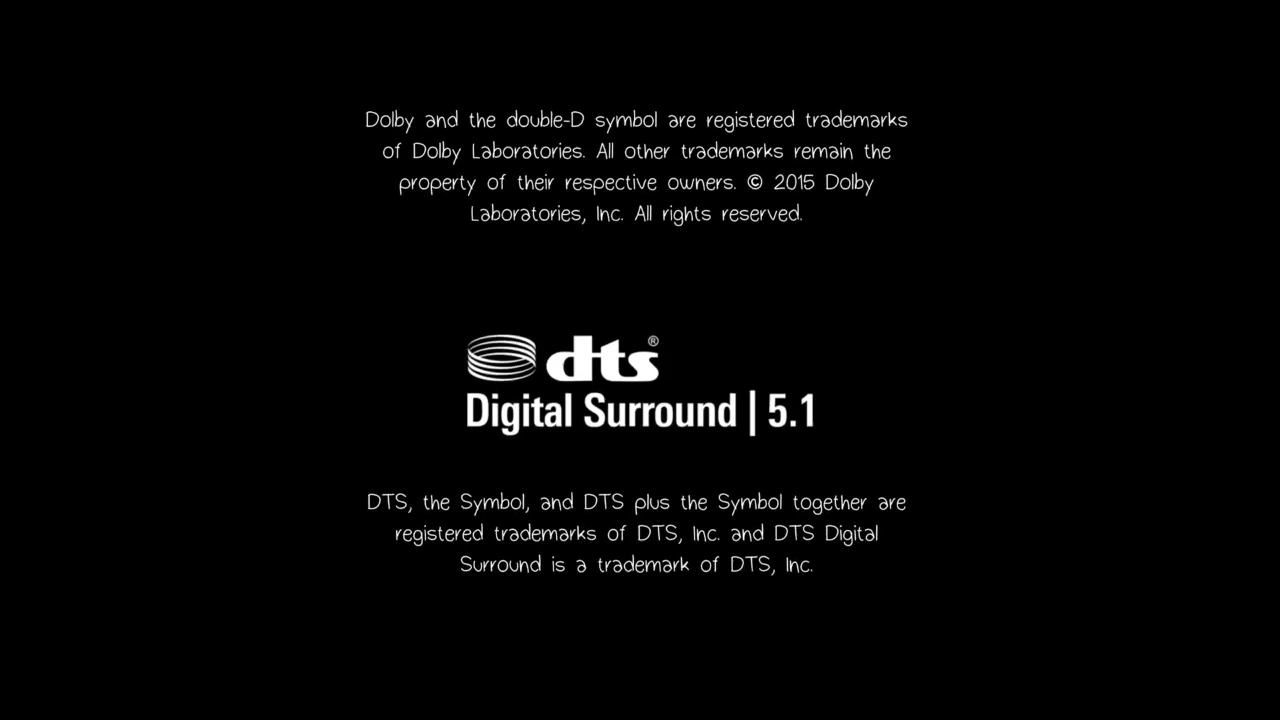 Dolby and the double-D symbol are registered trademarks
of Dolby Laboratories. All other trademarks remain the
property of their respective owners. © 2015 Dolby
Laboratories, Inc. All rights reserved.
dts®
Digital Surround | 5.1
DTS, the Symbol, and DTS plus the Symbol together are
registered trademarks of DTS, Inc. and DTS Digital
Surround is a trademark of DTS, Inc.